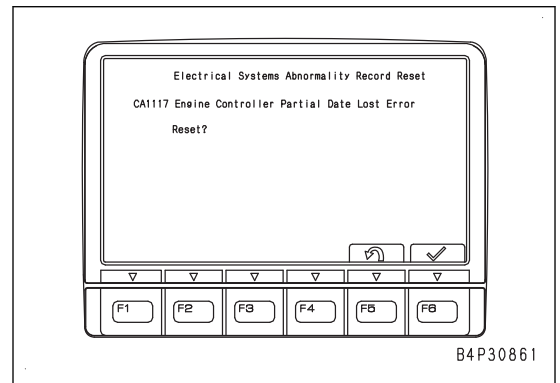 Electrical Systems Abnormality Record Reset
CA1117 Engine Controller Partial Date Lost Error
Reset?
F1 F2 F3 F4 F5 F6
B4P30861